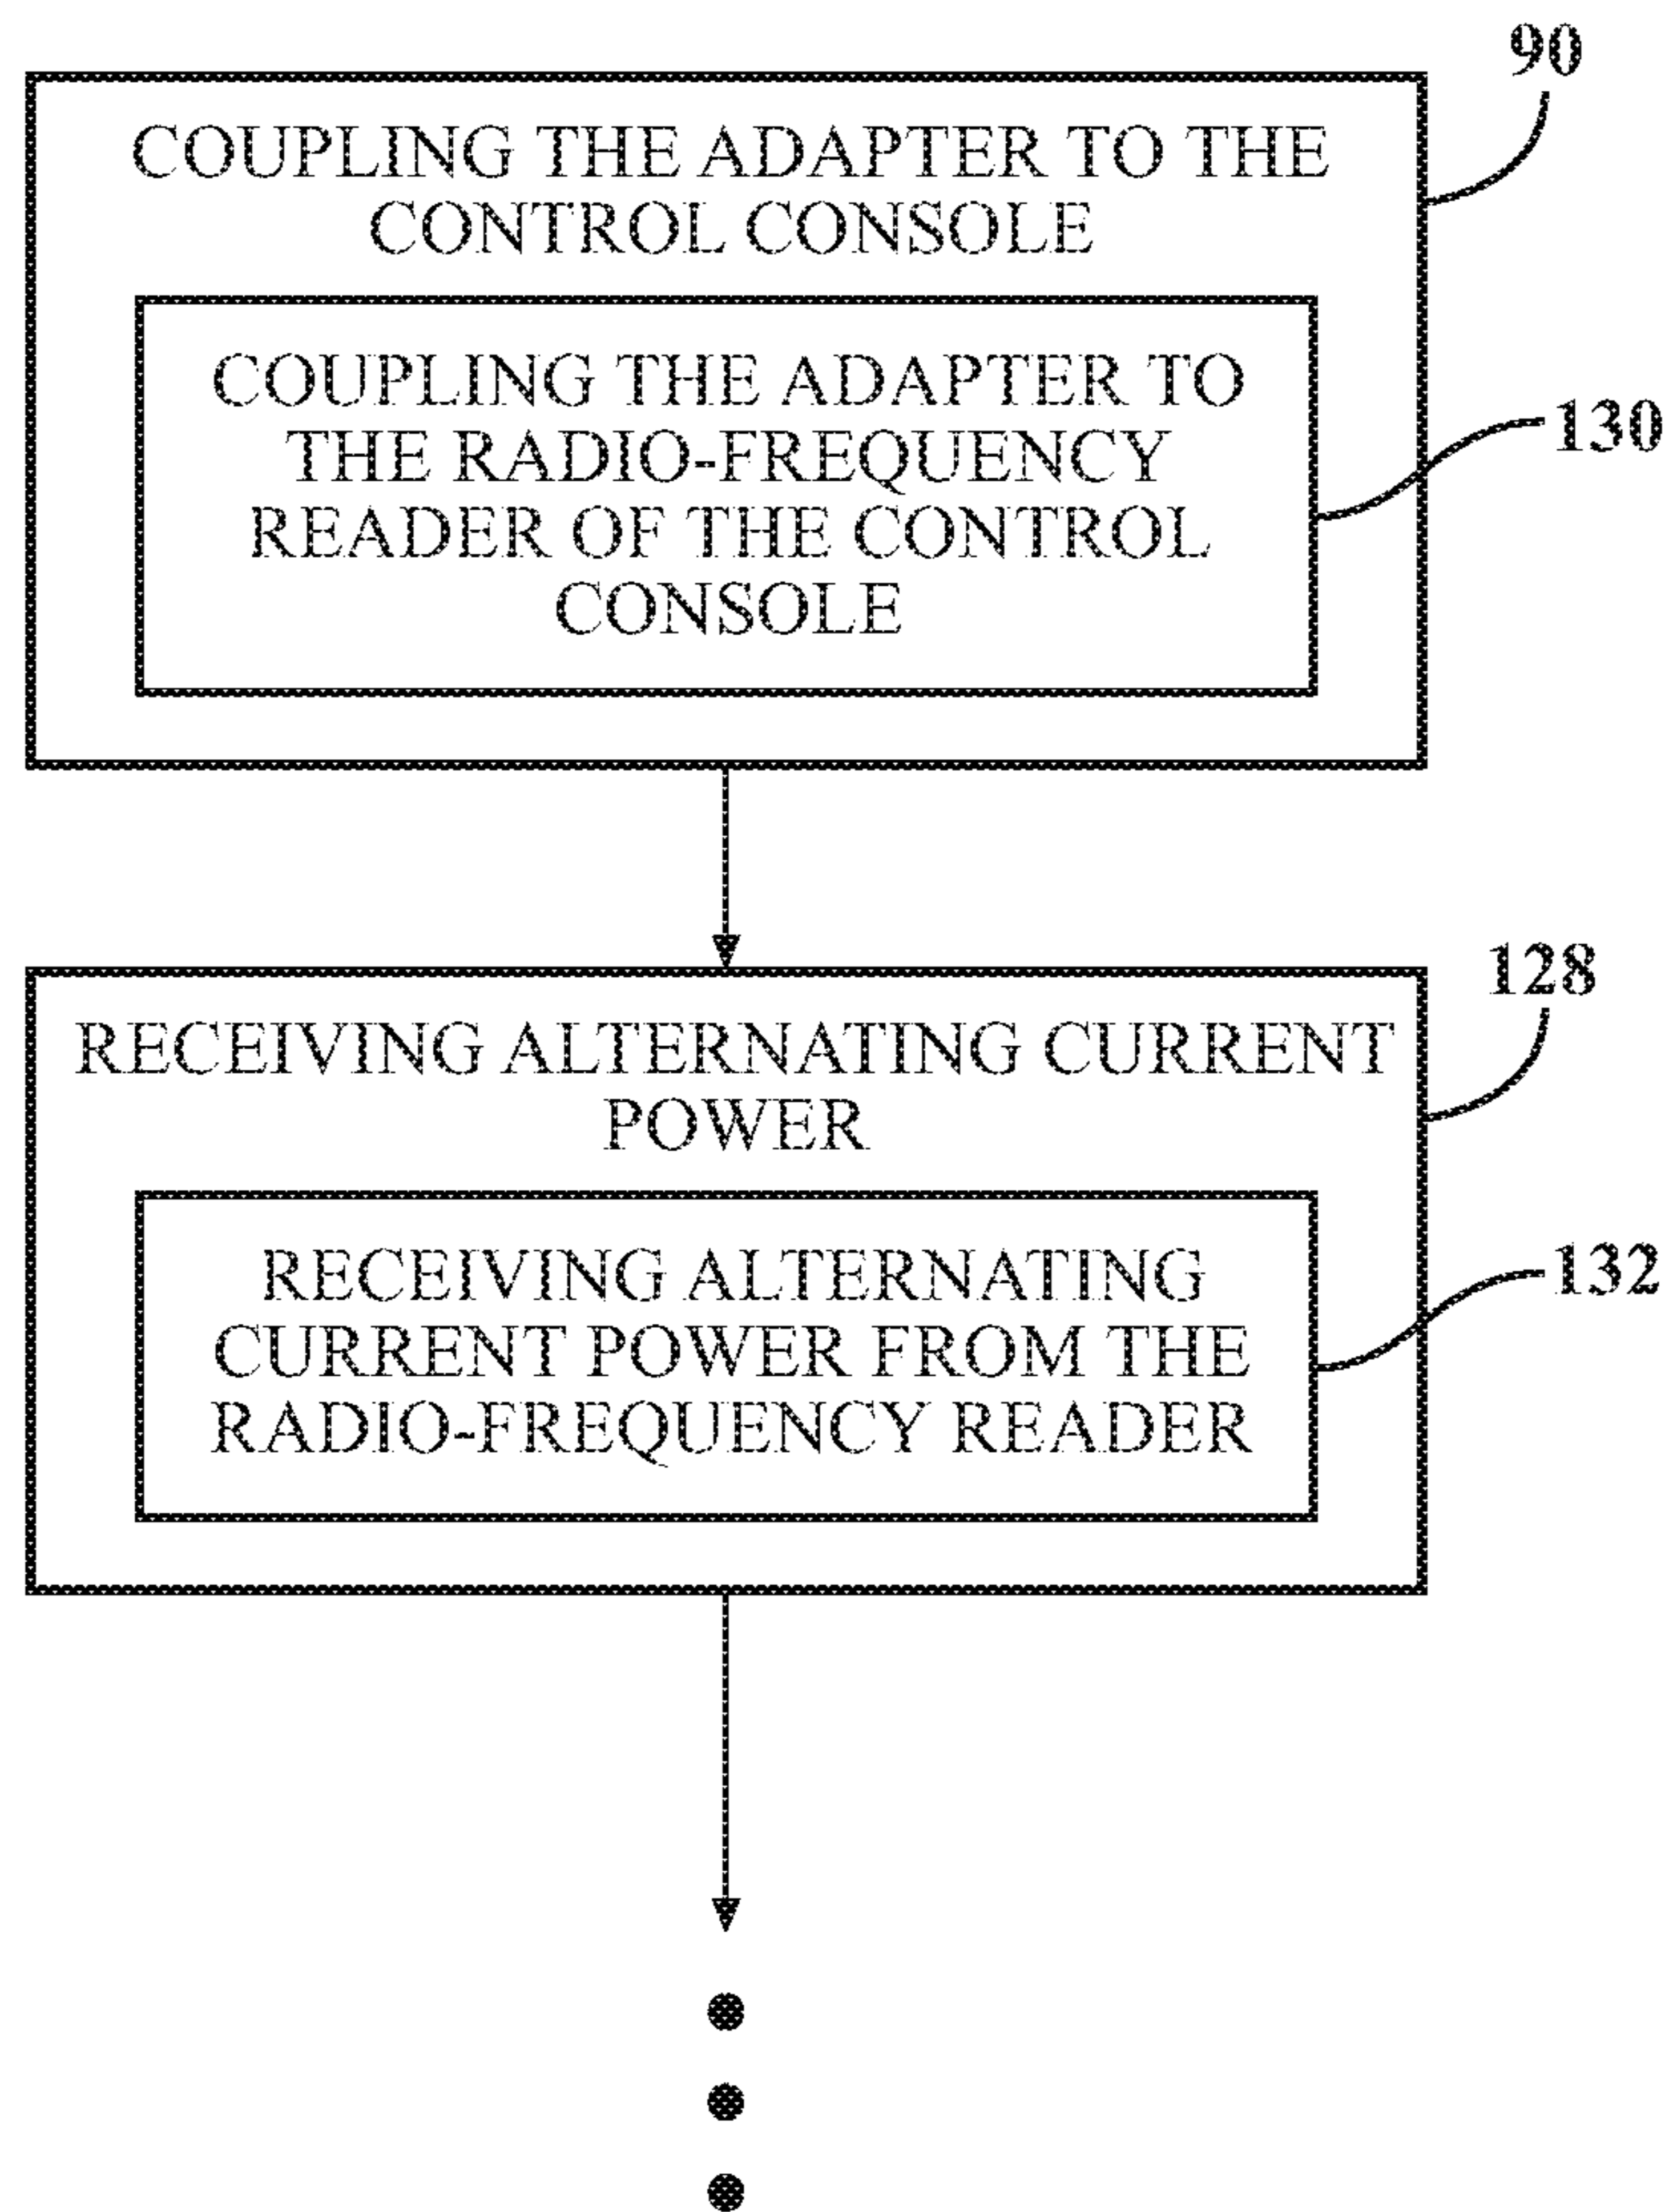 90
COUPLING THE ADAPTER TO THE
CONTROL CONSOLE
COUPLING THE ADAPTER TO
THE RADIO-FREQUENCY
READER OF THE CONTROL
CONSOLE
130
128
RECEIVING ALTERNATING CURRENT
POWER
RECEIVING ALTERNATING
CURRENT POWER FROM THE
RADIO-FREQUENCY READER
132